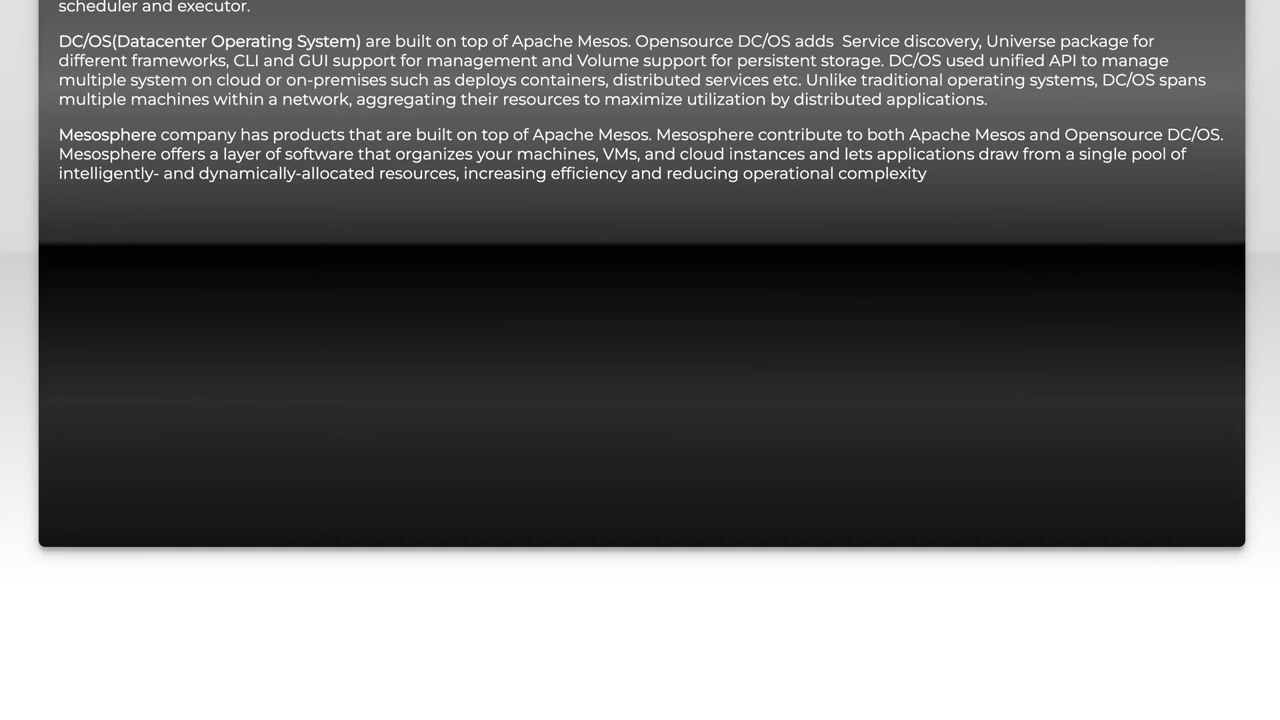 scheduler and executor.
DC/OS(Datacenter Operating System) are built on top of Apache Mesos. Opensource DC/OS adds  Service discovery, Universe package for
different frameworks, CLI and GUI support for management and Volume support for persistent storage. DC/OS used unified API to manage
multiple system on cloud or on-premises such as deploys containers, distributed services etc. Unlike traditional operating systems, DC/OS spans
multiple machines within a network, aggregating their resources to maximize utilization by distributed applications.
Mesosphere company has products that are built on top of Apache Mesos. Mesosphere contribute to both Apache Mesos and Opensource DC/OS.
Mesosphere offers a layer of software that organizes your machines, VMs, and cloud instances and lets applications draw from a single pool of
intelligently- and dynamically-allocated resources, increasing efficiency and reducing operational complexity